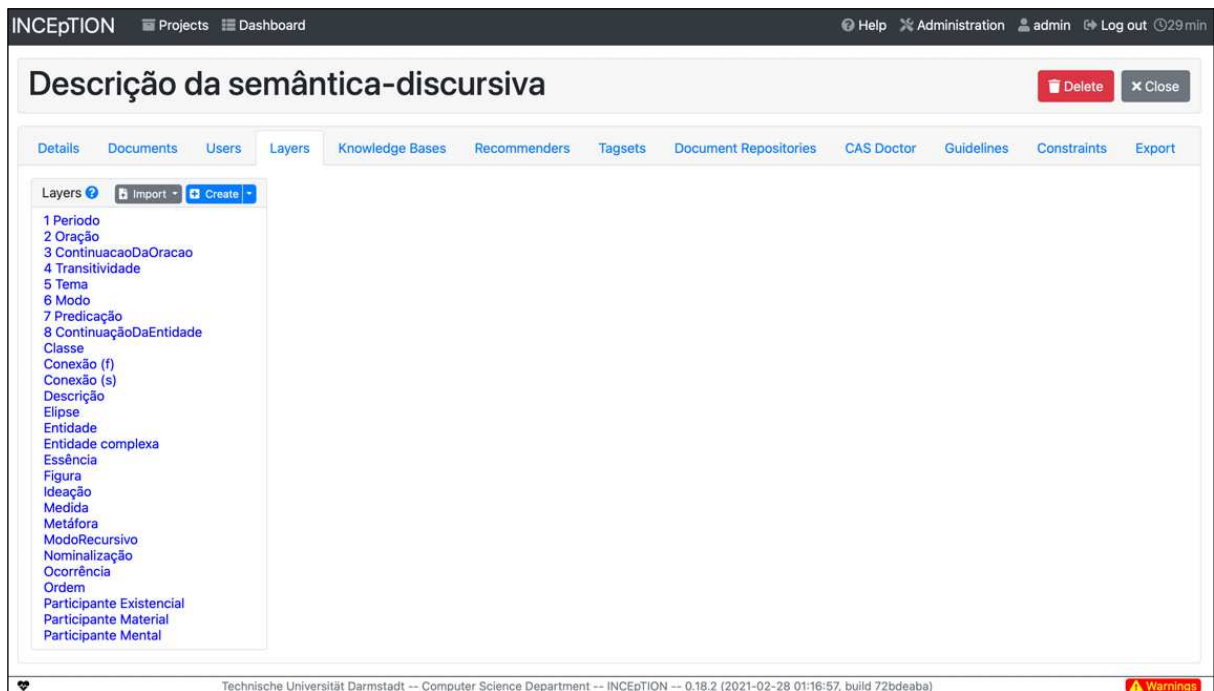 INCEpTION Projects Dashboard Help Administration admin Log out 29 min
Descrição da semântica-discursiva Delete Close
Details Documents Users Layers Knowledge Bases Recommenders Tagsets Document Repositories CAS Doctor Guidelines Constraints Export
Layers Import Create
1 Periodo
2 Oração
3 ContinuacaoDaOracao
4 Transitividade
5 Tema
6 Modo
7 Predicação
8 ContinuaçãoDaEntidade
Classe
Conexão (f)
Conexão (s)
Descrição
Elipse
Entidade
Entidade complexa
Essência
Figura
Ideação
Medida
Metáfora
ModoRecursivo
Nominalização
Ocorrência
Ordem
Participante Existencial
Participante Material
Participante Mental
Technische Universität Darmstadt -- Computer Science Department -- INCEpTION -- 0.18.2 (2021-02-28 01:16:57, build 72bdeaba) Warnings